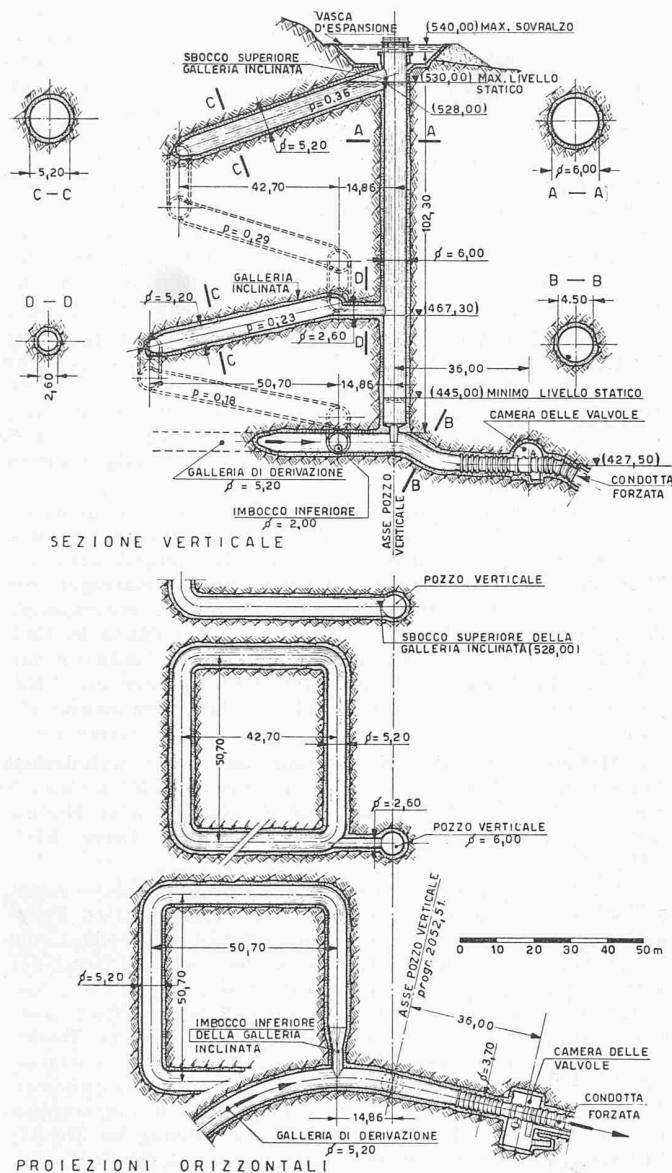 VASCA
D'ESPANSIONE
(540,00) MAX. SOVRALZO
SBOCCO SUPERIORE
GALLERIA INCLINATA
(530,00) MAX. LIVELLO
STATICO
(528,00)
C
p=0,36
A
A
C
ϕ=5,20
5,20
C — C
ϕ=6,00
A — A
42,70
14,86
102,30
p=0,29
ϕ=6,00
D — D
GALLERIA
INCLINATA
D
B — B
4,50
ϕ=5,20
C
p=0,23
(467,30)
ϕ=2,60
D
C
2,60
36,00
50,70
14,86
(445,00) MINIMO LIVELLO STATICO
p=0,18
B
CAMERA DELLE VALVOLE
(427,50)
GALLERIA DI DERIVAZIONE
ϕ = 5,20
B
CONDOTTA
FORZATA
IMBOCCO INFERIORE
ϕ = 2,00
ASSE POZZO
VERTICALE
SEZIONE VERTICALE
POZZO VERTICALE
SBOCCO SUPERIORE DELLA
GALLERIA INCLINATA (528,00)
42,70
50,70
ϕ=5,20
ϕ=2,60
POZZO VERTICALE
ϕ = 6,00
ASSE POZZO VERTICALE
progr. 2052,51.
50,70
0 10 20 30 40 50 m
ϕ=5,20
50,70
IMBOCCO INFERIORE
DELLA GALLERIA
INCLINATA
36,00
ϕ=3,70
CAMERA DELLE
VALVOLE
CONDOTTA
FORZATA
14,86
GALLERIA DI DERIVAZIONE
ϕ=5,20
PROIEZIONI ORIZZONTALI